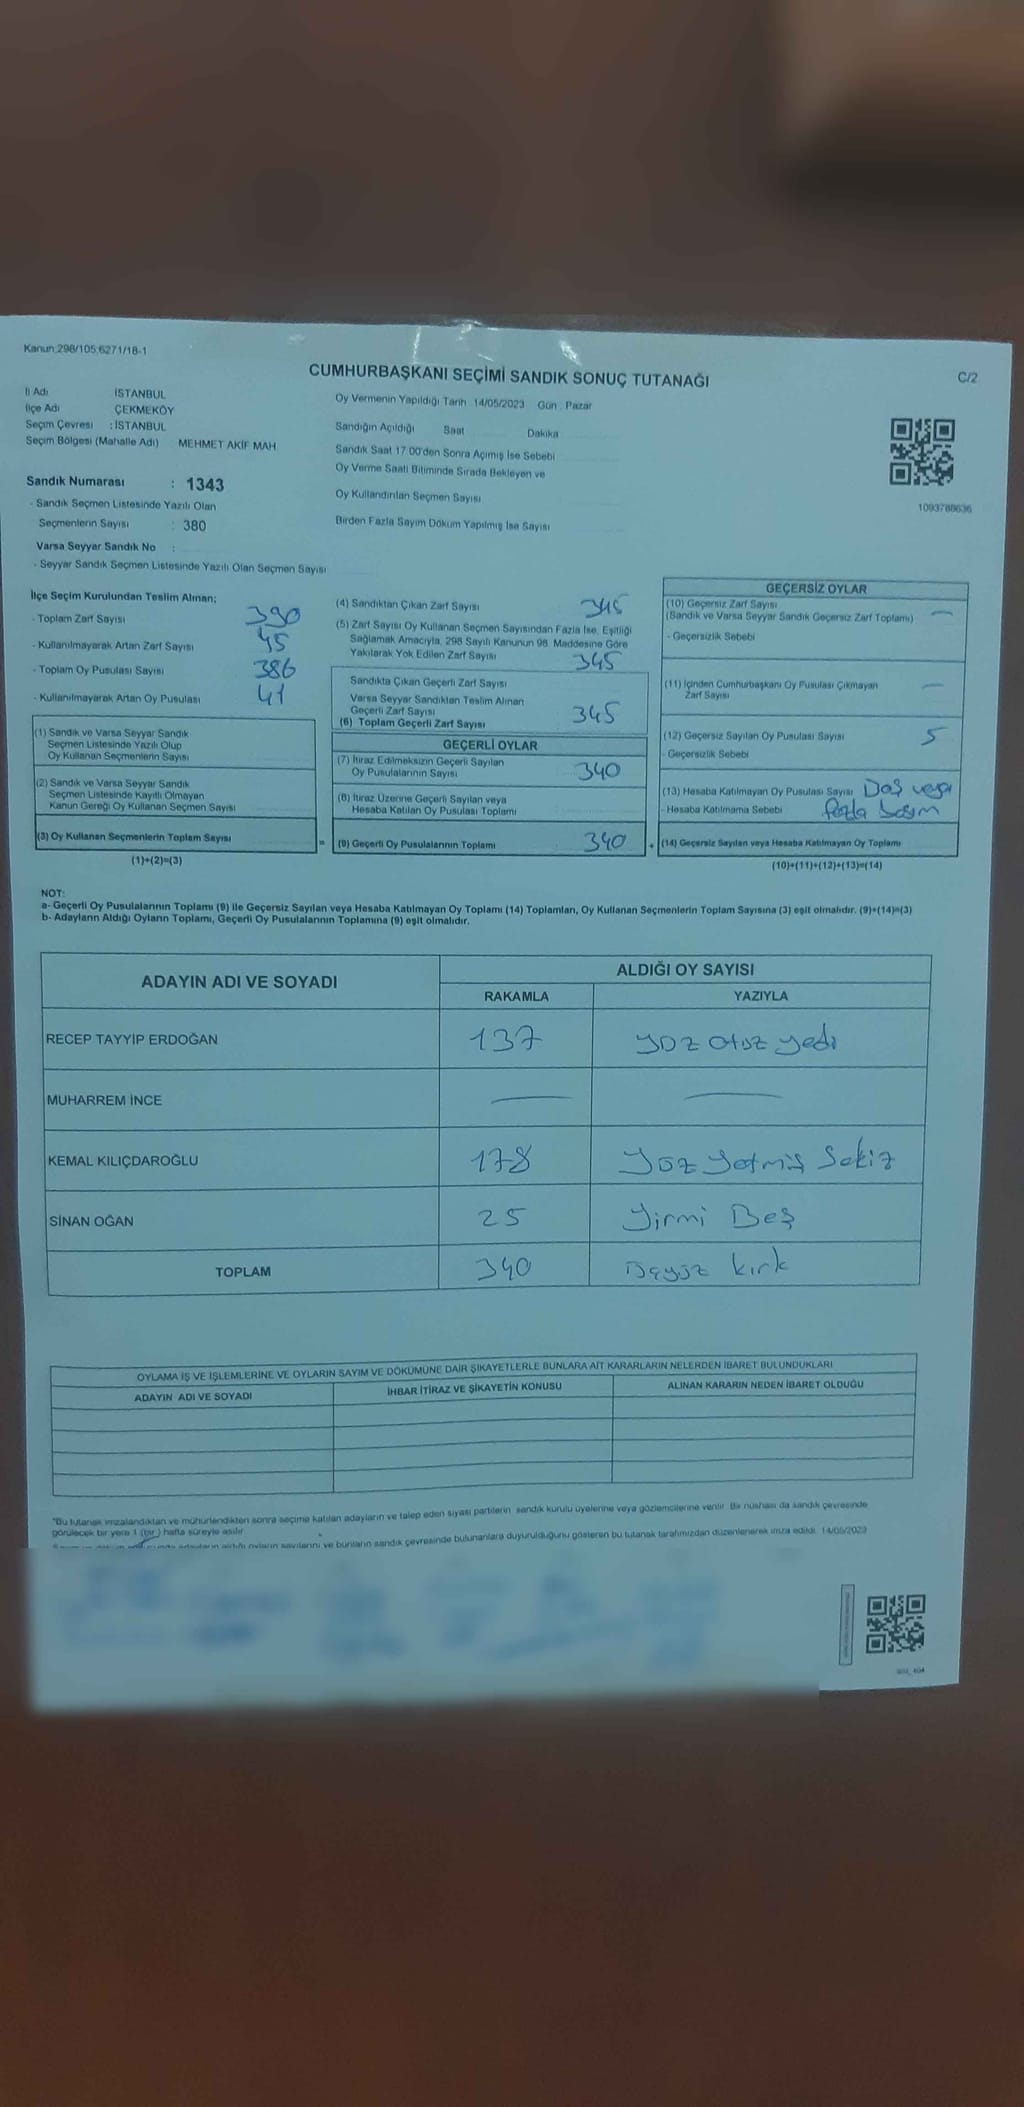 Kanun:298/105;6271/18-1
CUMHURBAŞKANI SEÇİMİ SANDIK SONUÇ TUTANAĞI
C/2
İl Adı : İSTANBUL
İlçe Adı : ÇEKMEKÖY
Seçim Çevresi : İSTANBUL
Seçim Bölgesi (Mahalle Adı) MEHMET AKİF MAH.
Sandık Numarası : 1343
- Sandık Seçmen Listesinde Yazılı Olan
Seçmenlerin Sayısı : 380
Varsa Seyyar Sandık No :
- Seyyar Sandık Seçmen Listesinde Yazılı Olan Seçmen Sayısı
Oy Vermenin Yapıldığı Tarih : 14/05/2023 Gün : Pazar
Sandığın Açıldığı Saat Dakika
Sandık Saat 17:00'den Sonra Açımış İse Sebebi
Oy Verme Saati Bitiminde Sırada Bekleyen ve
Oy Kullandırılan Seçmen Sayısı
Birden Fazla Sayım Döküm Yapılmış İse Sayısı
1093788636
İlçe Seçim Kurulundan Teslim Alınan;
- Toplam Zarf Sayısı 390
- Kullanılmayarak Artan Zarf Sayısı 45
- Toplam Oy Pusulası Sayısı 386
- Kullanılmayarak Artan Oy Pusulası 41
(1) Sandık ve Varsa Seyyar Sandık
Seçmen Listesinde Yazılı Olup
Oy Kullanan Seçmenlerin Sayısı
(2) Sandık ve Varsa Seyyar Sandık
Seçmen Listesinde Kayıtlı Olmayan
Kanun Gereği Oy Kullanan Seçmen Sayısı
(3) Oy Kullanan Seçmenlerin Toplam Sayısı
(1)+(2)=(3)
(4) Sandıktan Çıkan Zarf Sayısı 345
(5) Zarf Sayısı Oy Kullanan Seçmen Sayısından Fazla İse, Eşitliği
Sağlamak Amacıyla, 298 Sayılı Kanunun 98. Maddesine Göre
Yakılarak Yok Edilen Zarf Sayısı 345
Sandıkta Çıkan Geçerli Zarf Sayısı
Varsa Seyyar Sandıktan Teslim Alınan
Geçerli Zarf Sayısı
(6) Toplam Geçerli Zarf Sayısı 345
GEÇERLİ OYLAR
(7) İtiraz Edilmeksizin Geçerli Sayılan
Oy Pusulalarının Sayısı 340
(8) İtiraz Üzerine Geçerli Sayılan veya
Hesaba Katılan Oy Pusulası Toplamı
= (9) Geçerli Oy Pusulalarının Toplamı 340
GEÇERSİZ OYLAR
(10) Geçersiz Zarf Sayısı
(Sandık ve Varsa Seyyar Sandık Geçersiz Zarf Toplamı) —
- Geçersizlik Sebebi
(11) İçinden Cumhurbaşkanı Oy Pusulası Çıkmayan
Zarf Sayısı —
(12) Geçersiz Sayılan Oy Pusulası Sayısı 5
- Geçersizlik Sebebi
(13) Hesaba Katılmayan Oy Pusulası Sayısı Boş veya
- Hesaba Katılmama Sebebi fazla basım
+ (14) Geçersiz Sayılan veya Hesaba Katılmayan Oy Toplamı
(10)+(11)+(12)+(13)=(14)
NOT:
a- Geçerli Oy Pusulalarının Toplamı (9) ile Geçersiz Sayılan veya Hesaba Katılmayan Oy Toplamı (14) Toplamları, Oy Kullanan Seçmenlerin Toplam Sayısına (3) eşit olmalıdır. (9)+(14)=(3)
b- Adayların Aldığı Oyların Toplamı, Geçerli Oy Pusulalarının Toplamına (9) eşit olmalıdır.
ADAYIN ADI VE SOYADI
ALDIĞI OY SAYISI
RAKAMLA YAZIYLA
RECEP TAYYİP ERDOĞAN 137 Yüz otuz yedi
MUHARREM İNCE — —
KEMAL KILIÇDAROĞLU 178 Yüz Yetmiş Sekiz
SİNAN OĞAN 25 Yirmi Beş
TOPLAM 340 kırk
OYLAMA İŞ VE İŞLEMLERİNE VE OYLARIN SAYIM VE DÖKÜMÜNE DAİR ŞİKAYETLERLE BUNLARA AİT KARARLARIN NELERDEN İBARET BULUNDUKLARI
ADAYIN ADI VE SOYADI İHBAR İTİRAZ VE ŞİKAYETİN KONUSU ALINAN KARARIN NEDEN İBARET OLDUĞU
"Bu tutanak imzalandıktan ve mühürlendikten sonra seçime katılan adayların ve talep eden siyasi partilerin sandık kurulu üyelerine veya gözlemcilerine verilir. Bir nüshası da sandık çevresinde
görülecek bir yere 1 (bir) hafta süreyle asılır.
aldığı oyların sayılarını ve bunların sandık çevresinde bulunanlara duyurulduğunu gösteren bu tutanak tarafımızdan düzenlenerek imza edildi. 14/05/2023